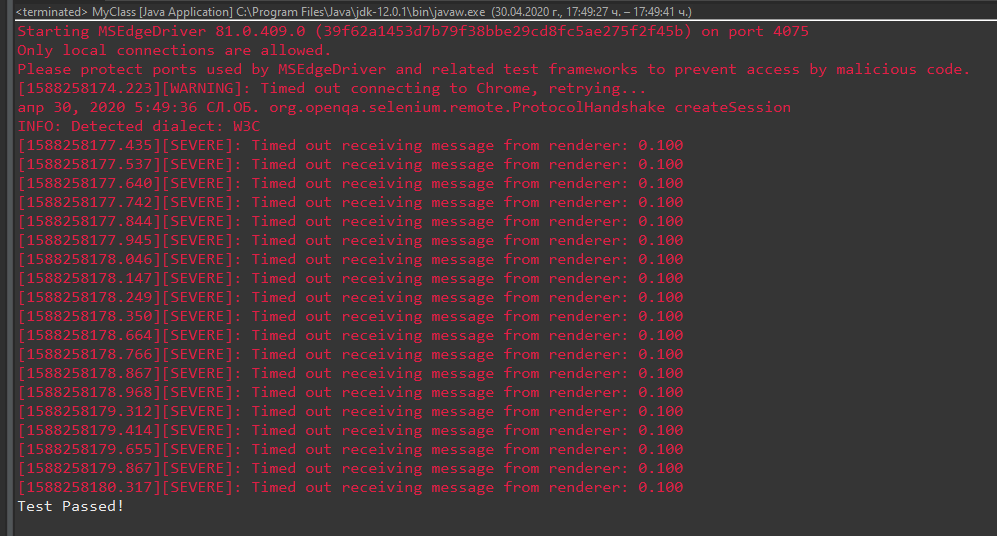 <terminated> MyClass [Java Application] C:\Program Files\Java\jdk-12.0.1\bin\javaw.exe (30.04.2020 г., 17:49:27 ч. – 17:49:41 ч.)
Starting MSEdgeDriver 81.0.409.0 (39f62a1453d7b79f38bbe29cd8fc5ae275f2f45b) on port 4075
Only local connections are allowed.
Please protect ports used by MSEdgeDriver and related test frameworks to prevent access by malicious code.
[1588258174.223][WARNING]: Timed out connecting to Chrome, retrying...
апр 30, 2020 5:49:36 СЛ.ОБ. org.openqa.selenium.remote.ProtocolHandshake createSession
INFO: Detected dialect: W3C
[1588258177.435][SEVERE]: Timed out receiving message from renderer: 0.100
[1588258177.537][SEVERE]: Timed out receiving message from renderer: 0.100
[1588258177.640][SEVERE]: Timed out receiving message from renderer: 0.100
[1588258177.742][SEVERE]: Timed out receiving message from renderer: 0.100
[1588258177.844][SEVERE]: Timed out receiving message from renderer: 0.100
[1588258177.945][SEVERE]: Timed out receiving message from renderer: 0.100
[1588258178.046][SEVERE]: Timed out receiving message from renderer: 0.100
[1588258178.147][SEVERE]: Timed out receiving message from renderer: 0.100
[1588258178.249][SEVERE]: Timed out receiving message from renderer: 0.100
[1588258178.350][SEVERE]: Timed out receiving message from renderer: 0.100
[1588258178.664][SEVERE]: Timed out receiving message from renderer: 0.100
[1588258178.766][SEVERE]: Timed out receiving message from renderer: 0.100
[1588258178.867][SEVERE]: Timed out receiving message from renderer: 0.100
[1588258178.968][SEVERE]: Timed out receiving message from renderer: 0.100
[1588258179.312][SEVERE]: Timed out receiving message from renderer: 0.100
[1588258179.414][SEVERE]: Timed out receiving message from renderer: 0.100
[1588258179.655][SEVERE]: Timed out receiving message from renderer: 0.100
[1588258179.867][SEVERE]: Timed out receiving message from renderer: 0.100
[1588258180.317][SEVERE]: Timed out receiving message from renderer: 0.100
Test Passed!